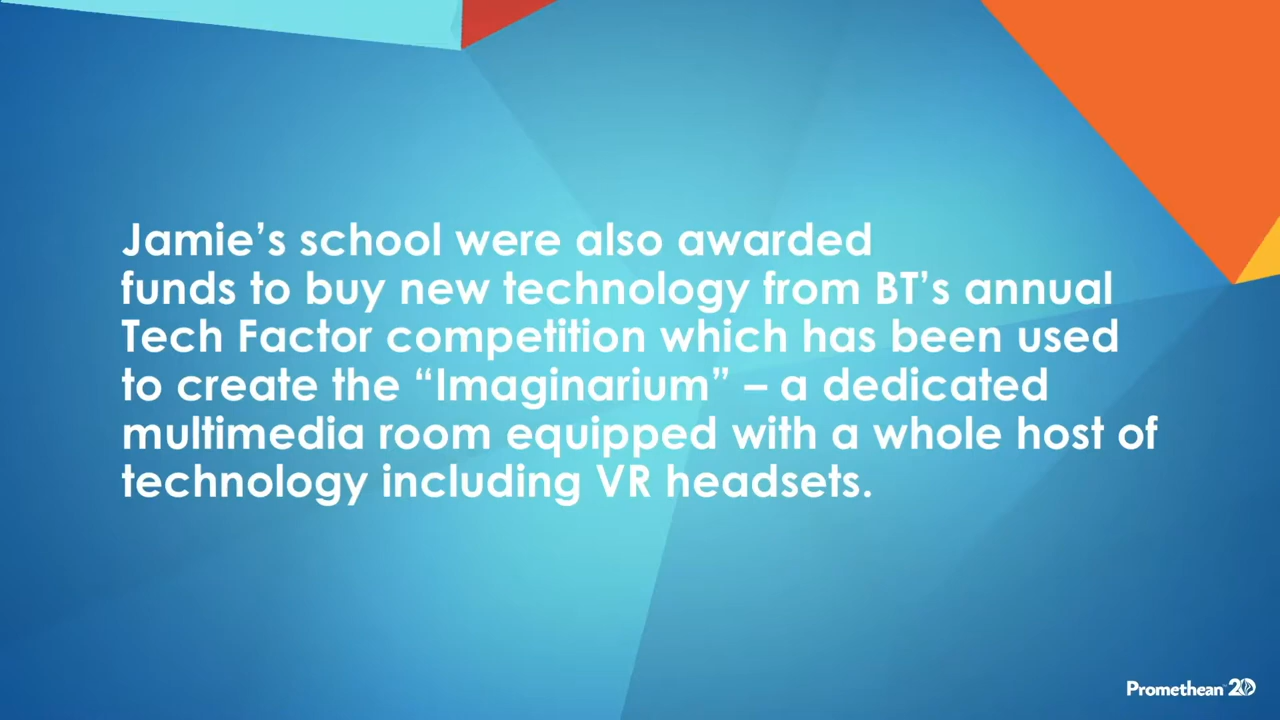 Jamie’s school were also awarded
funds to buy new technology from BT’s annual
Tech Factor competition which has been used
to create the “Imaginarium” – a dedicated
multimedia room equipped with a whole host of
technology including VR headsets.
Promethean™ 20